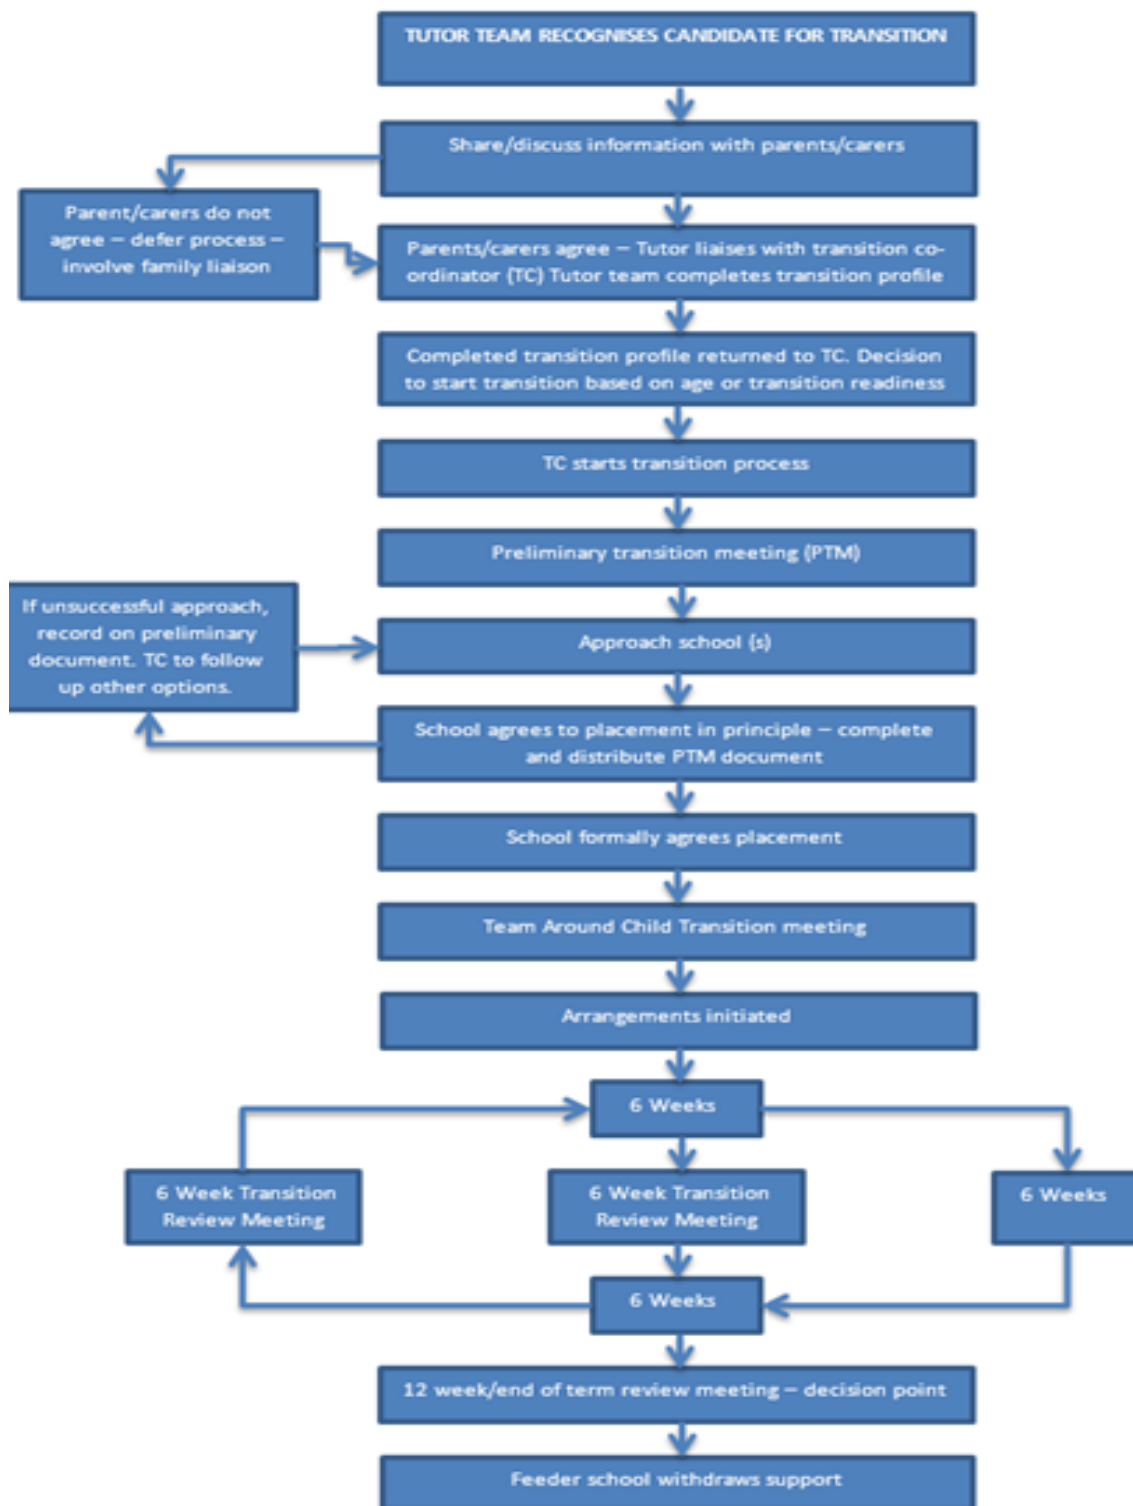 TUTOR TEAM RECOGNISES CANDIDATE FOR TRANSITION
Share/discuss information with parents/carers
Parent/carers do not
agree – defer process –
involve family liaison
Parents/carers agree – Tutor liaises with transition co-
ordinator (TC) Tutor team completes transition profile
Completed transition profile returned to TC. Decision
to start transition based on age or transition readiness
TC starts transition process
Preliminary transition meeting (PTM)
If unsuccessful approach,
record on preliminary
document. TC to follow
up other options.
Approach school (s)
School agrees to placement in principle – complete
and distribute PTM document
School formally agrees placement
Team Around Child Transition meeting
Arrangements initiated
6 Weeks
6 Week Transition
Review Meeting
6 Week Transition
Review Meeting
6 Weeks
6 Weeks
12 week/end of term review meeting – decision point
Feeder school withdraws support